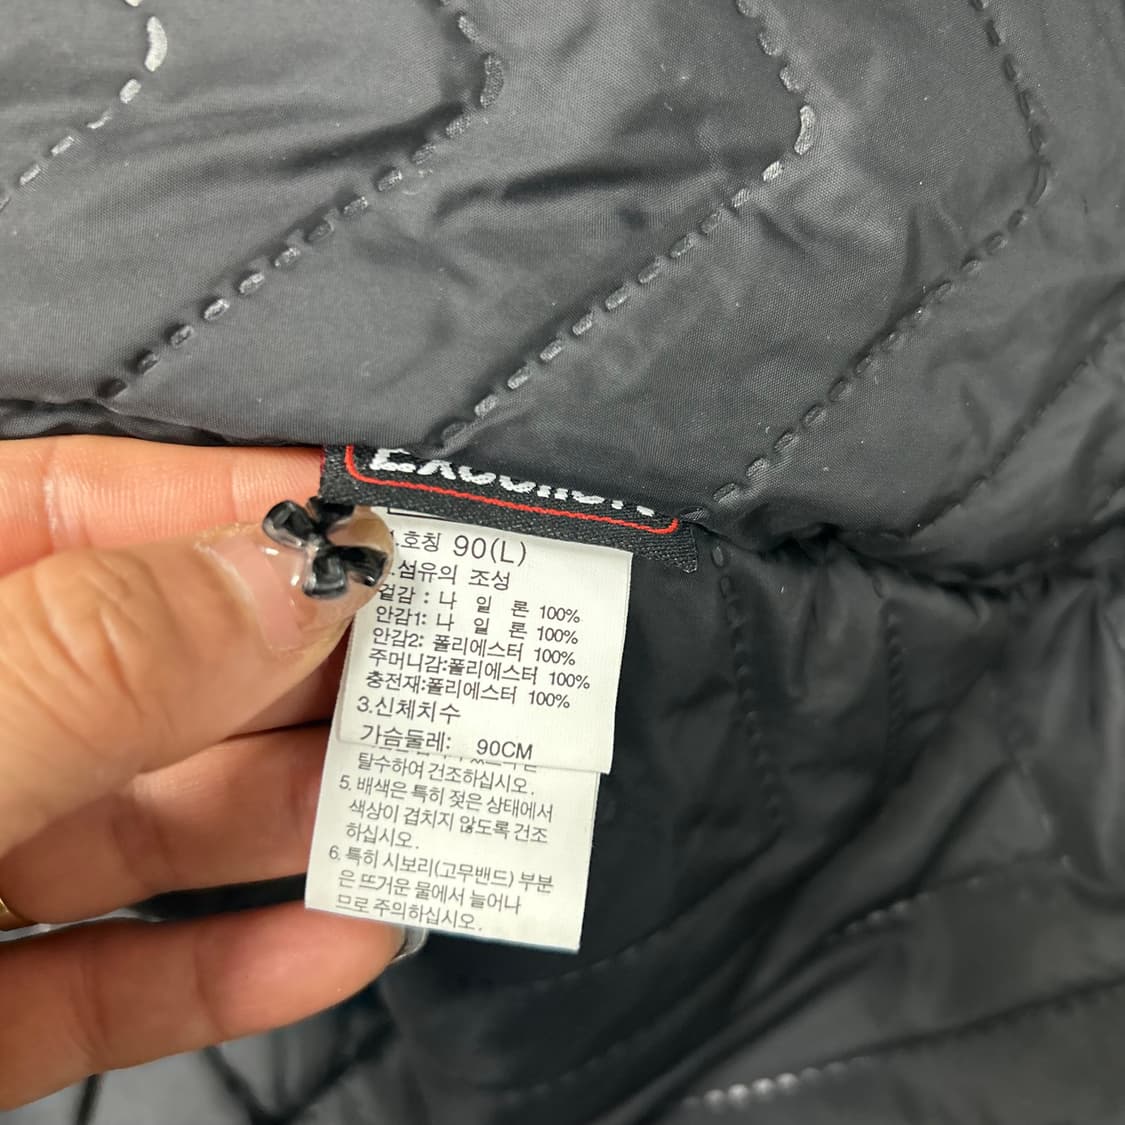 호칭 90(L)
섬유의 조성
겉감 : 나 일 론 100%
안감1: 나 일 론 100%
안감2: 폴리에스터 100%
주머니감:폴리에스터 100%
충전재:폴리에스터 100%
3.신체치수
가슴둘레: 90CM
탈수하여 건조하십시오.
5. 배색은 특히 젖은 상태에서
색상이 겹치지 않도록 건조
하십시오.
6. 특히 시보리(고무밴드) 부분
은 뜨거운 물에서 늘어나
므로 주의하십시오.